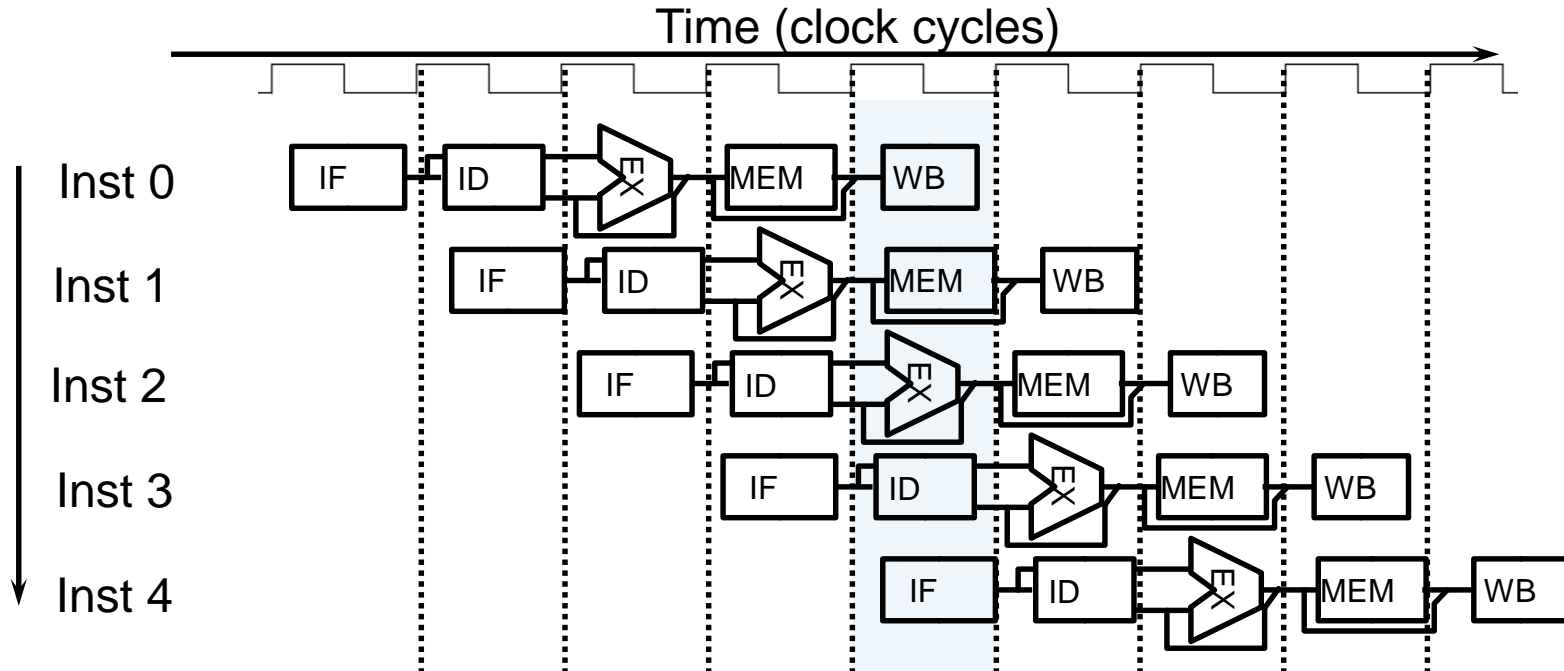 Time (clock cycles)
Inst 0 IF ID EX MEM WB
Inst 1 IF ID EX MEM WB
Inst 2 IF ID EX MEM WB
Inst 3 IF ID EX MEM WB
Inst 4 IF ID EX MEM WB